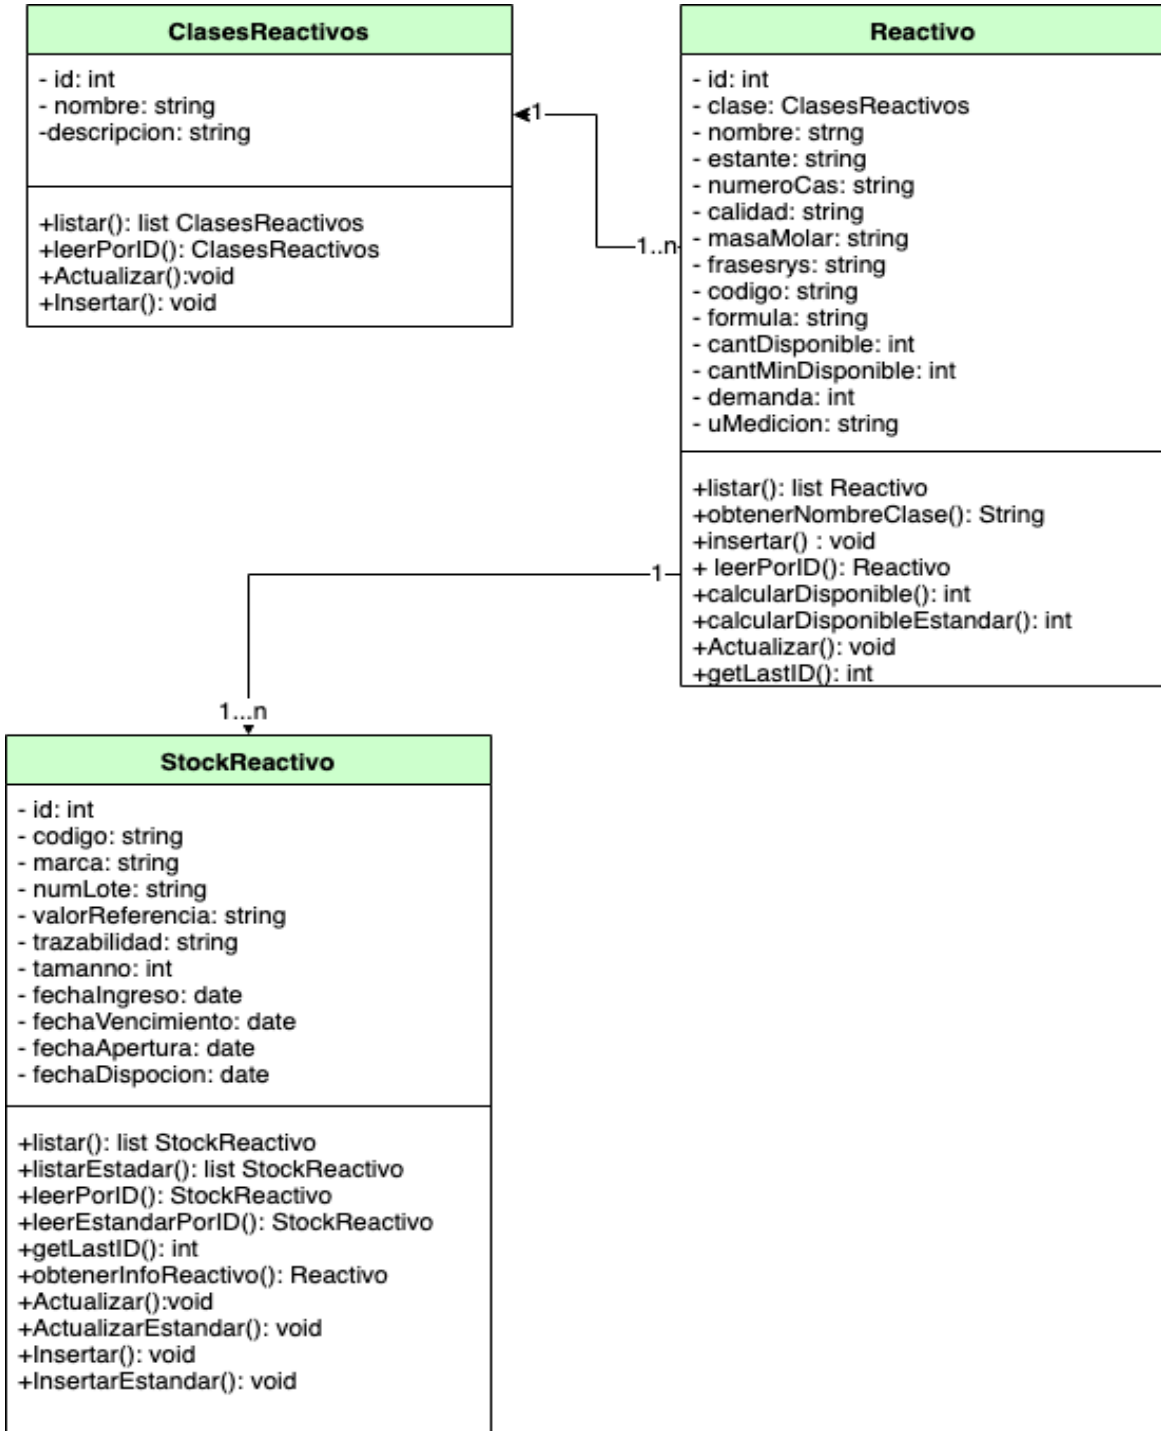 ClasesReactivos
- id: int
- nombre: string
-descripcion: string
+listar(): list ClasesReactivos
+leerPorID(): ClasesReactivos
+Actualizar():void
+Insertar(): void
1
1..n
Reactivo
- id: int
- clase: ClasesReactivos
- nombre: strng
- estante: string
- numeroCas: string
- calidad: string
- masaMolar: string
- frasesrys: string
- codigo: string
- formula: string
- cantDisponible: int
- cantMinDisponible: int
- demanda: int
- uMedicion: string
+listar(): list Reactivo
+obtenerNombreClase(): String
+insertar() : void
+ leerPorID(): Reactivo
+calcularDisponible(): int
+calcularDisponibleEstandar(): int
+Actualizar(): void
+getLastID(): int
1
1...n
StockReactivo
- id: int
- codigo: string
- marca: string
- numLote: string
- valorReferencia: string
- trazabilidad: string
- tamanno: int
- fechaIngreso: date
- fechaVencimiento: date
- fechaApertura: date
- fechaDispocion: date
+listar(): list StockReactivo
+listarEstadar(): list StockReactivo
+leerPorID(): StockReactivo
+leerEstandarPorID(): StockReactivo
+getLastID(): int
+obtenerInfoReactivo(): Reactivo
+Actualizar():void
+ActualizarEstandar(): void
+Insertar(): void
+InsertarEstandar(): void